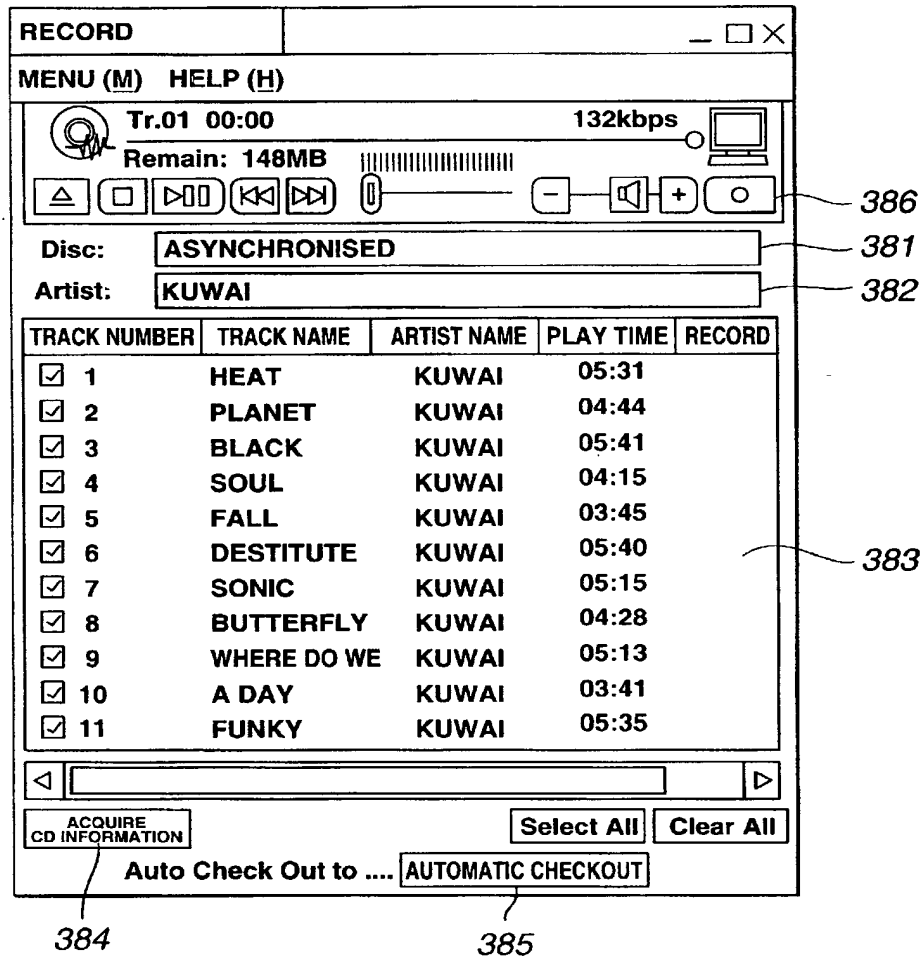 RECORD
MENU (M) HELP (H)
Tr.01 00:00 132kbps
Remain: 148MB
386
Disc: ASYNCHRONISED 381
Artist: KUWAI 382
TRACK NUMBER TRACK NAME ARTIST NAME PLAY TIME RECORD
1 HEAT KUWAI 05:31
2 PLANET KUWAI 04:44
3 BLACK KUWAI 05:41
4 SOUL KUWAI 04:15
5 FALL KUWAI 03:45
6 DESTITUTE KUWAI 05:40
383
7 SONIC KUWAI 05:15
8 BUTTERFLY KUWAI 04:28
9 WHERE DO WE KUWAI 05:13
10 A DAY KUWAI 03:41
11 FUNKY KUWAI 05:35
ACQUIRE
CD INFORMATION
Select All Clear All
Auto Check Out to .... AUTOMATIC CHECKOUT
384 385